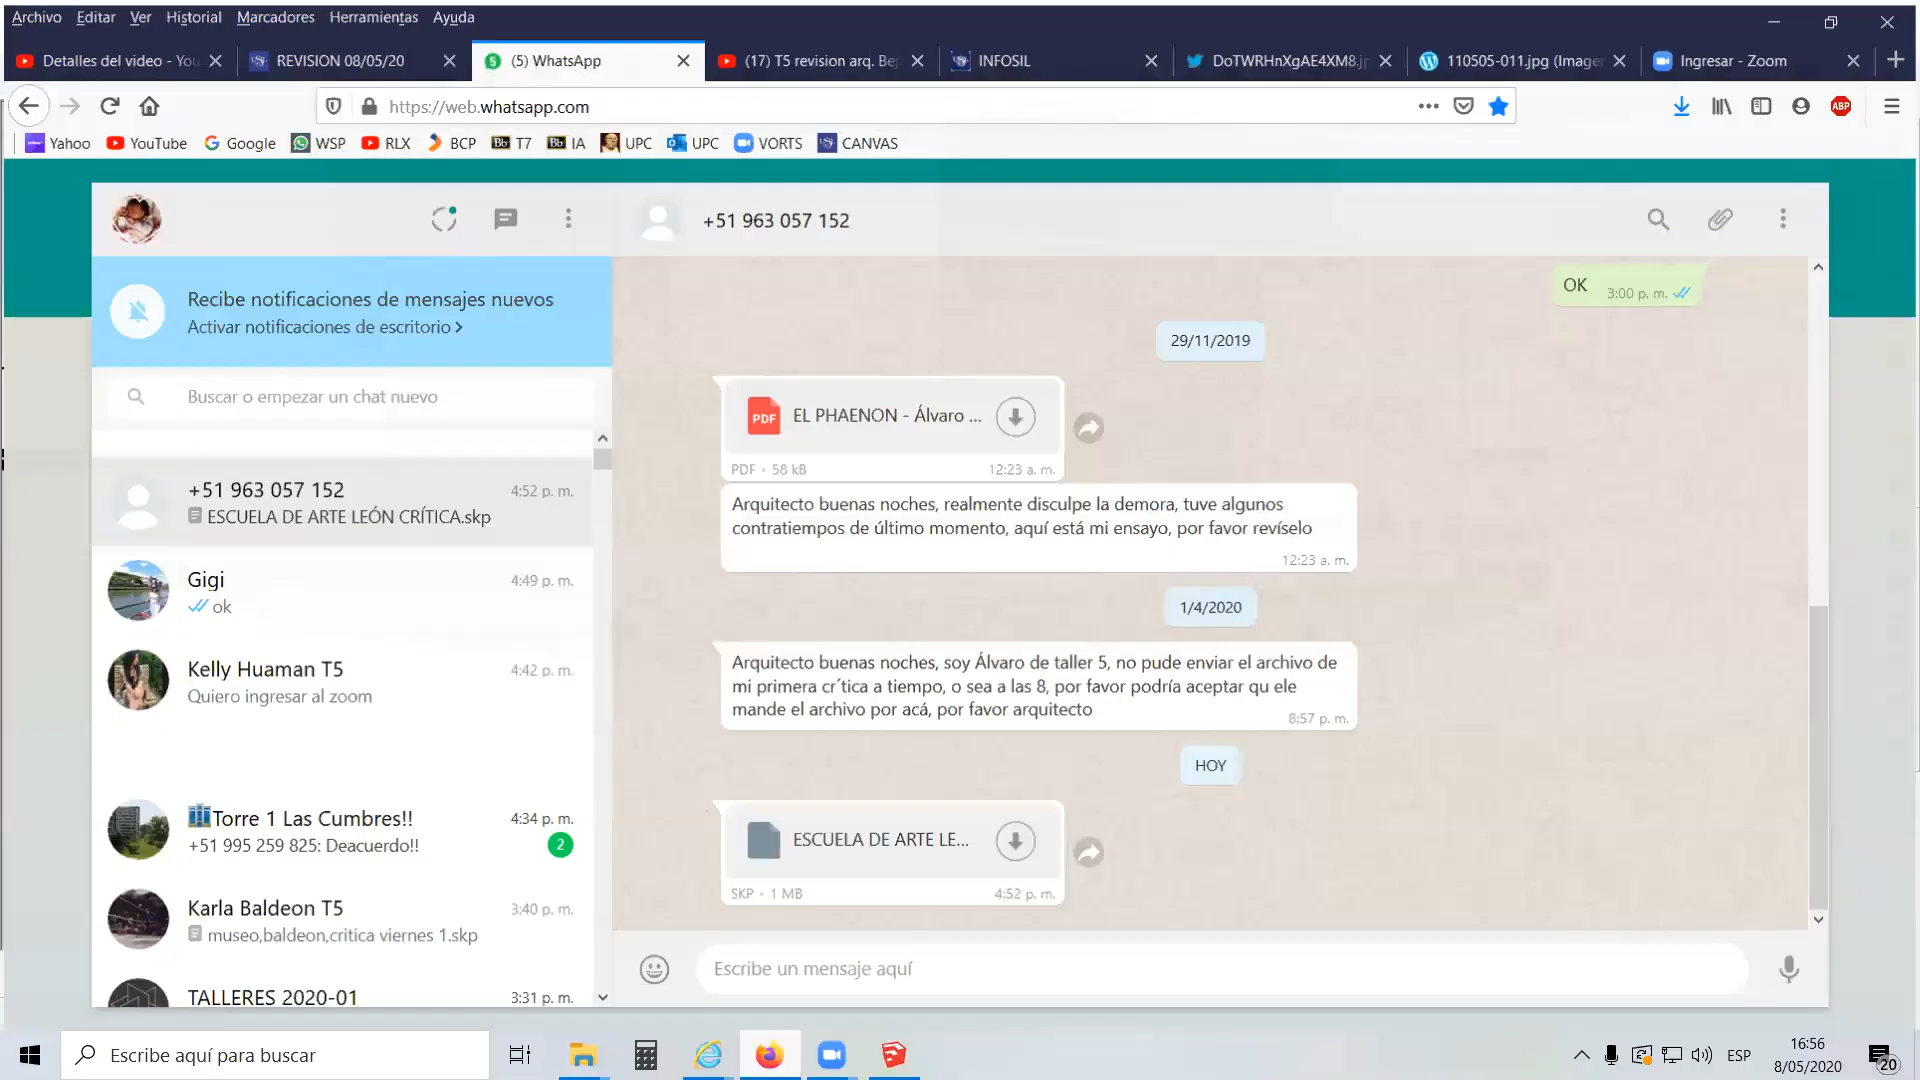 Archivo Editar Ver Historial Marcadores Herramientas Ayuda
Detalles del video - You
REVISION 08/05/20
(5) WhatsApp
(17) T5 revision arq. Bej
INFOSIL
DoTWRHnXgAE4XM8.jp
110505-011.jpg (Imagen
Ingresar - Zoom
https://web.whatsapp.com
ABP
Yahoo YouTube Google WSP RLX BCP Bb T7 Bb IA UPC UPC VORTS CANVAS
+51 963 057 152
Recibe notificaciones de mensajes nuevos
Activar notificaciones de escritorio >
Buscar o empezar un chat nuevo
+51 963 057 152 4:52 p. m.
ESCUELA DE ARTE LEÓN CRÍTICA.skp
Gigi 4:49 p. m.
ok
Kelly Huaman T5 4:42 p. m.
Quiero ingresar al zoom
Torre 1 Las Cumbres!! 4:34 p. m.
+51 995 259 825: Deacuerdo!! 2
Karla Baldeon T5 3:40 p. m.
museo,baldeon,critica viernes 1.skp
TALLERES 2020-01 3:31 p. m.
OK 3:00 p. m.
29/11/2019
PDF EL PHAENON - Álvaro ...
PDF • 58 kB 12:23 a. m.
Arquitecto buenas noches, realmente disculpe la demora, tuve algunos
contratiempos de último momento, aquí está mi ensayo, por favor revíselo
12:23 a. m.
1/4/2020
Arquitecto buenas noches, soy Álvaro de taller 5, no pude enviar el archivo de
mi primera cr´tica a tiempo, o sea a las 8, por favor podría aceptar qu ele
mande el archivo por acá, por favor arquitecto
8:57 p. m.
HOY
ESCUELA DE ARTE LE...
SKP • 1 MB 4:52 p. m.
Escribe un mensaje aquí
Escribe aquí para buscar
ESP
16:56
8/05/2020
20